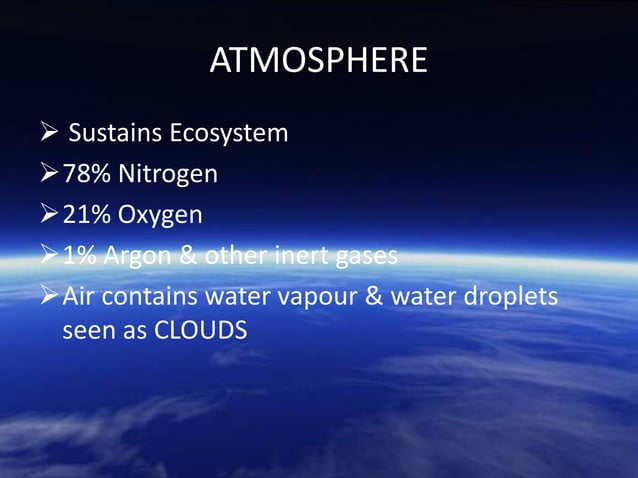 ATMOSPHERE
➢ Sustains Ecosystem
➢78% Nitrogen
➢21% Oxygen
➢1% Argon & other inert gases
➢Air contains water vapour & water droplets
seen as CLOUDS